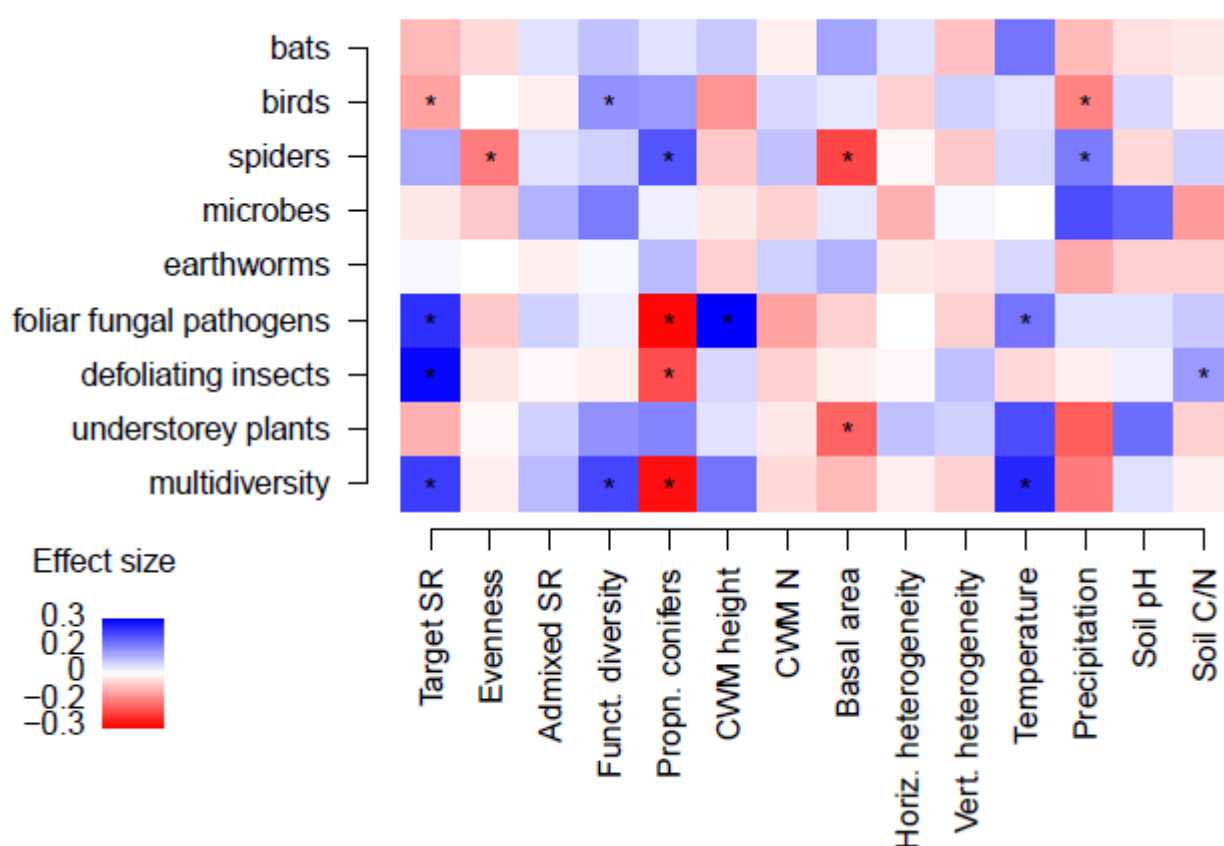 bats
birds
* * *
spiders
* * * *
microbes
earthworms
foliar fungal pathogens
* * * *
defoliating insects
* * *
understorey plants
*
multidiversity
* * * *
Effect size
0.3
0.2
0
−0.2
−0.3
Target SR
Evenness
Admixed SR
Funct. diversity
Propn. conifers
CWM height
CWM N
Basal area
Horiz. heterogeneity
Vert. heterogeneity
Temperature
Precipitation
Soil pH
Soil C/N